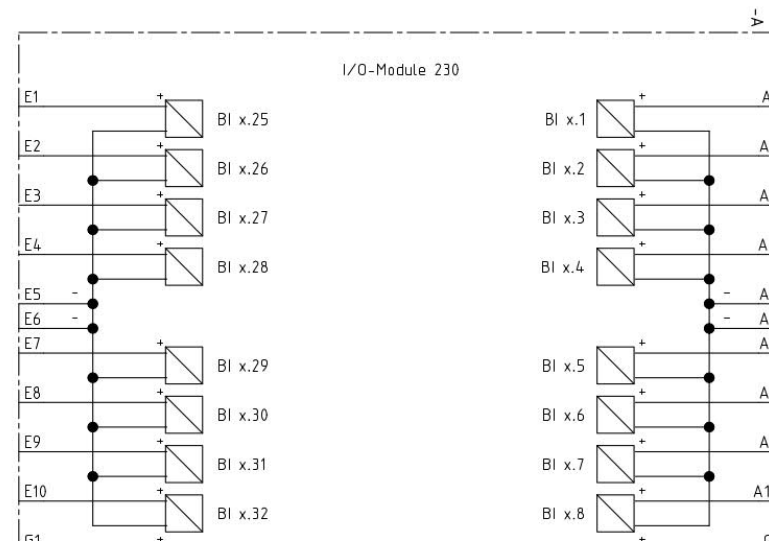 -A
I/O-Module 230
E1 + BI x.25 BI x.1 + A
E2 + BI x.26 BI x.2 + A
E3 + BI x.27 BI x.3 + A
E4 + BI x.28 BI x.4 + A
E5 - - A
E6 - - A
E7 + BI x.29 BI x.5 + A
E8 + BI x.30 BI x.6 + A
E9 + BI x.31 BI x.7 + A
E10 + BI x.32 BI x.8 + A1
G1 + +